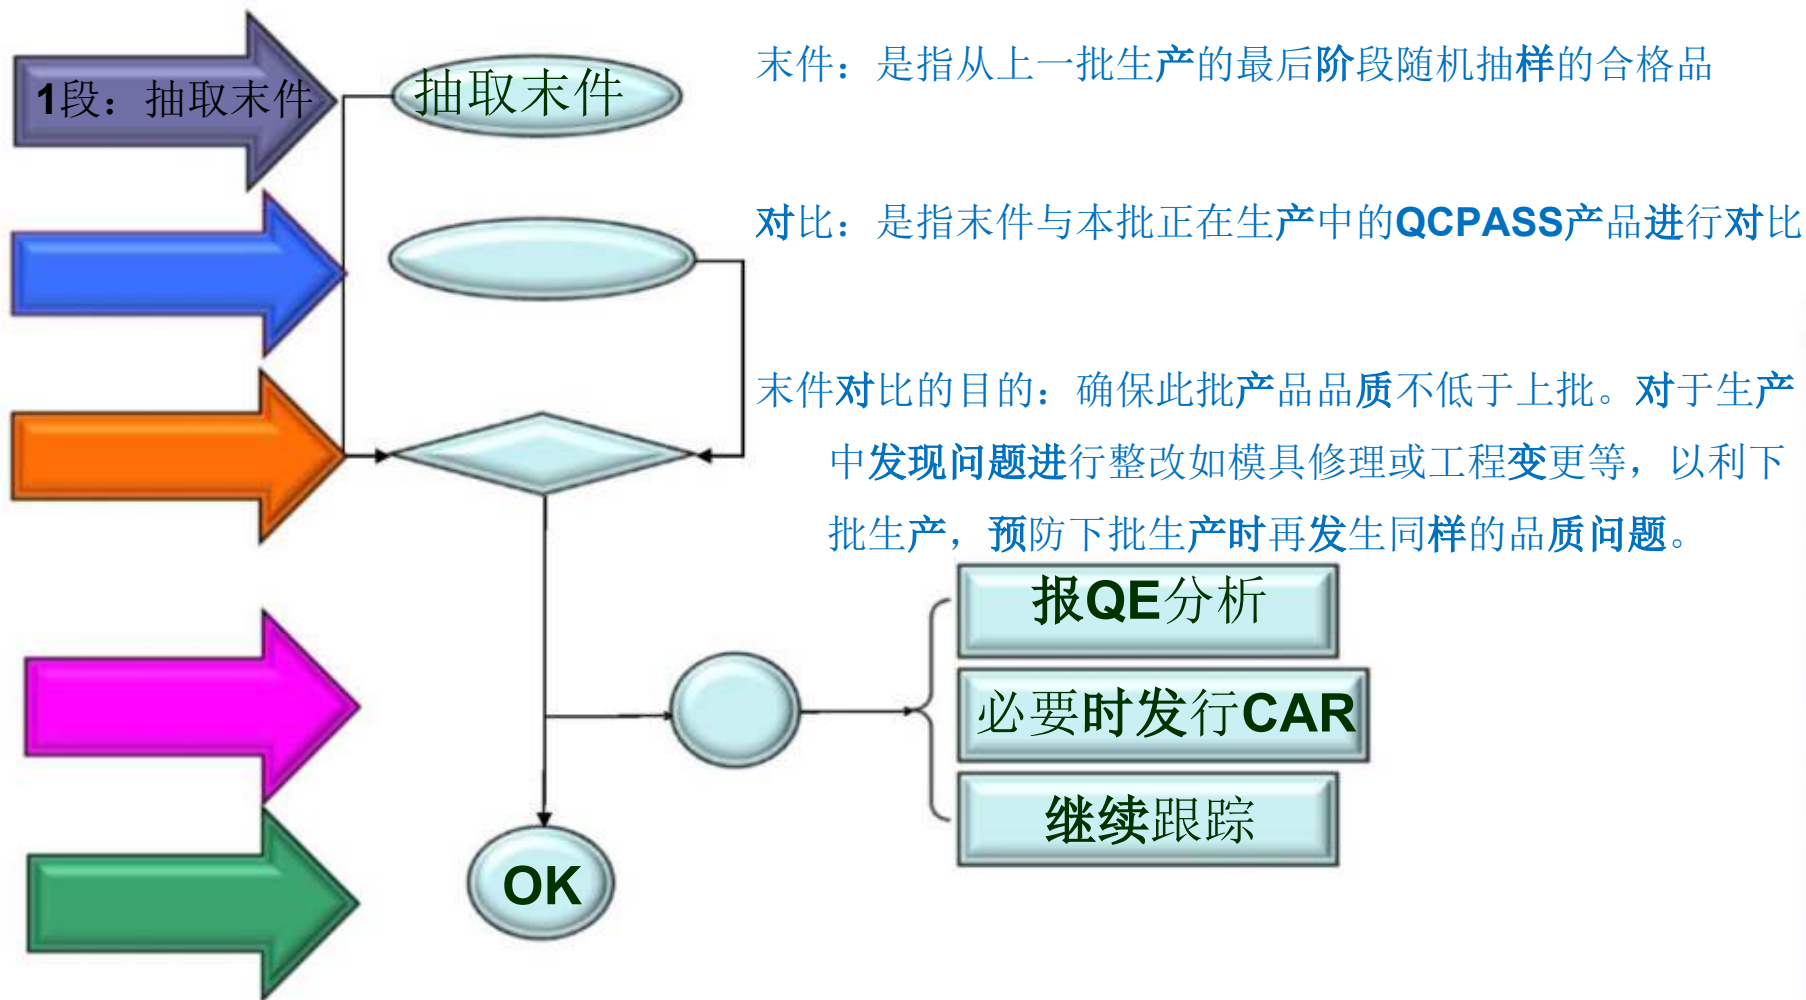 1段：抽取末件
抽取末件
末件：是指从上一批生产的最后阶段随机抽样的合格品
对比：是指末件与本批正在生产中的QCPASS产品进行对比
末件对比的目的：确保此批产品品质不低于上批。对于生产
中发现问题进行整改如模具修理或工程变更等，以利下
批生产，预防下批生产时再发生同样的品质问题。
报QE分析
必要时发行CAR
继续跟踪
OK